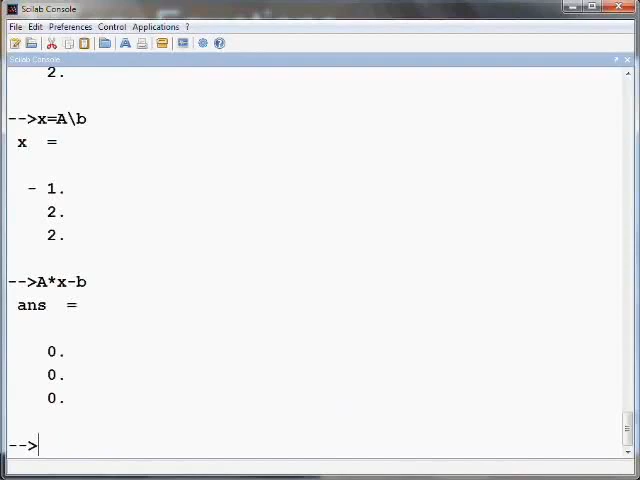 Scilab Console
File Edit Preferences Control Applications ?
Scilab Console
2.
-->x=A\b
x =
- 1.
2.
2.
-->A*x-b
ans =
0.
0.
0.
-->